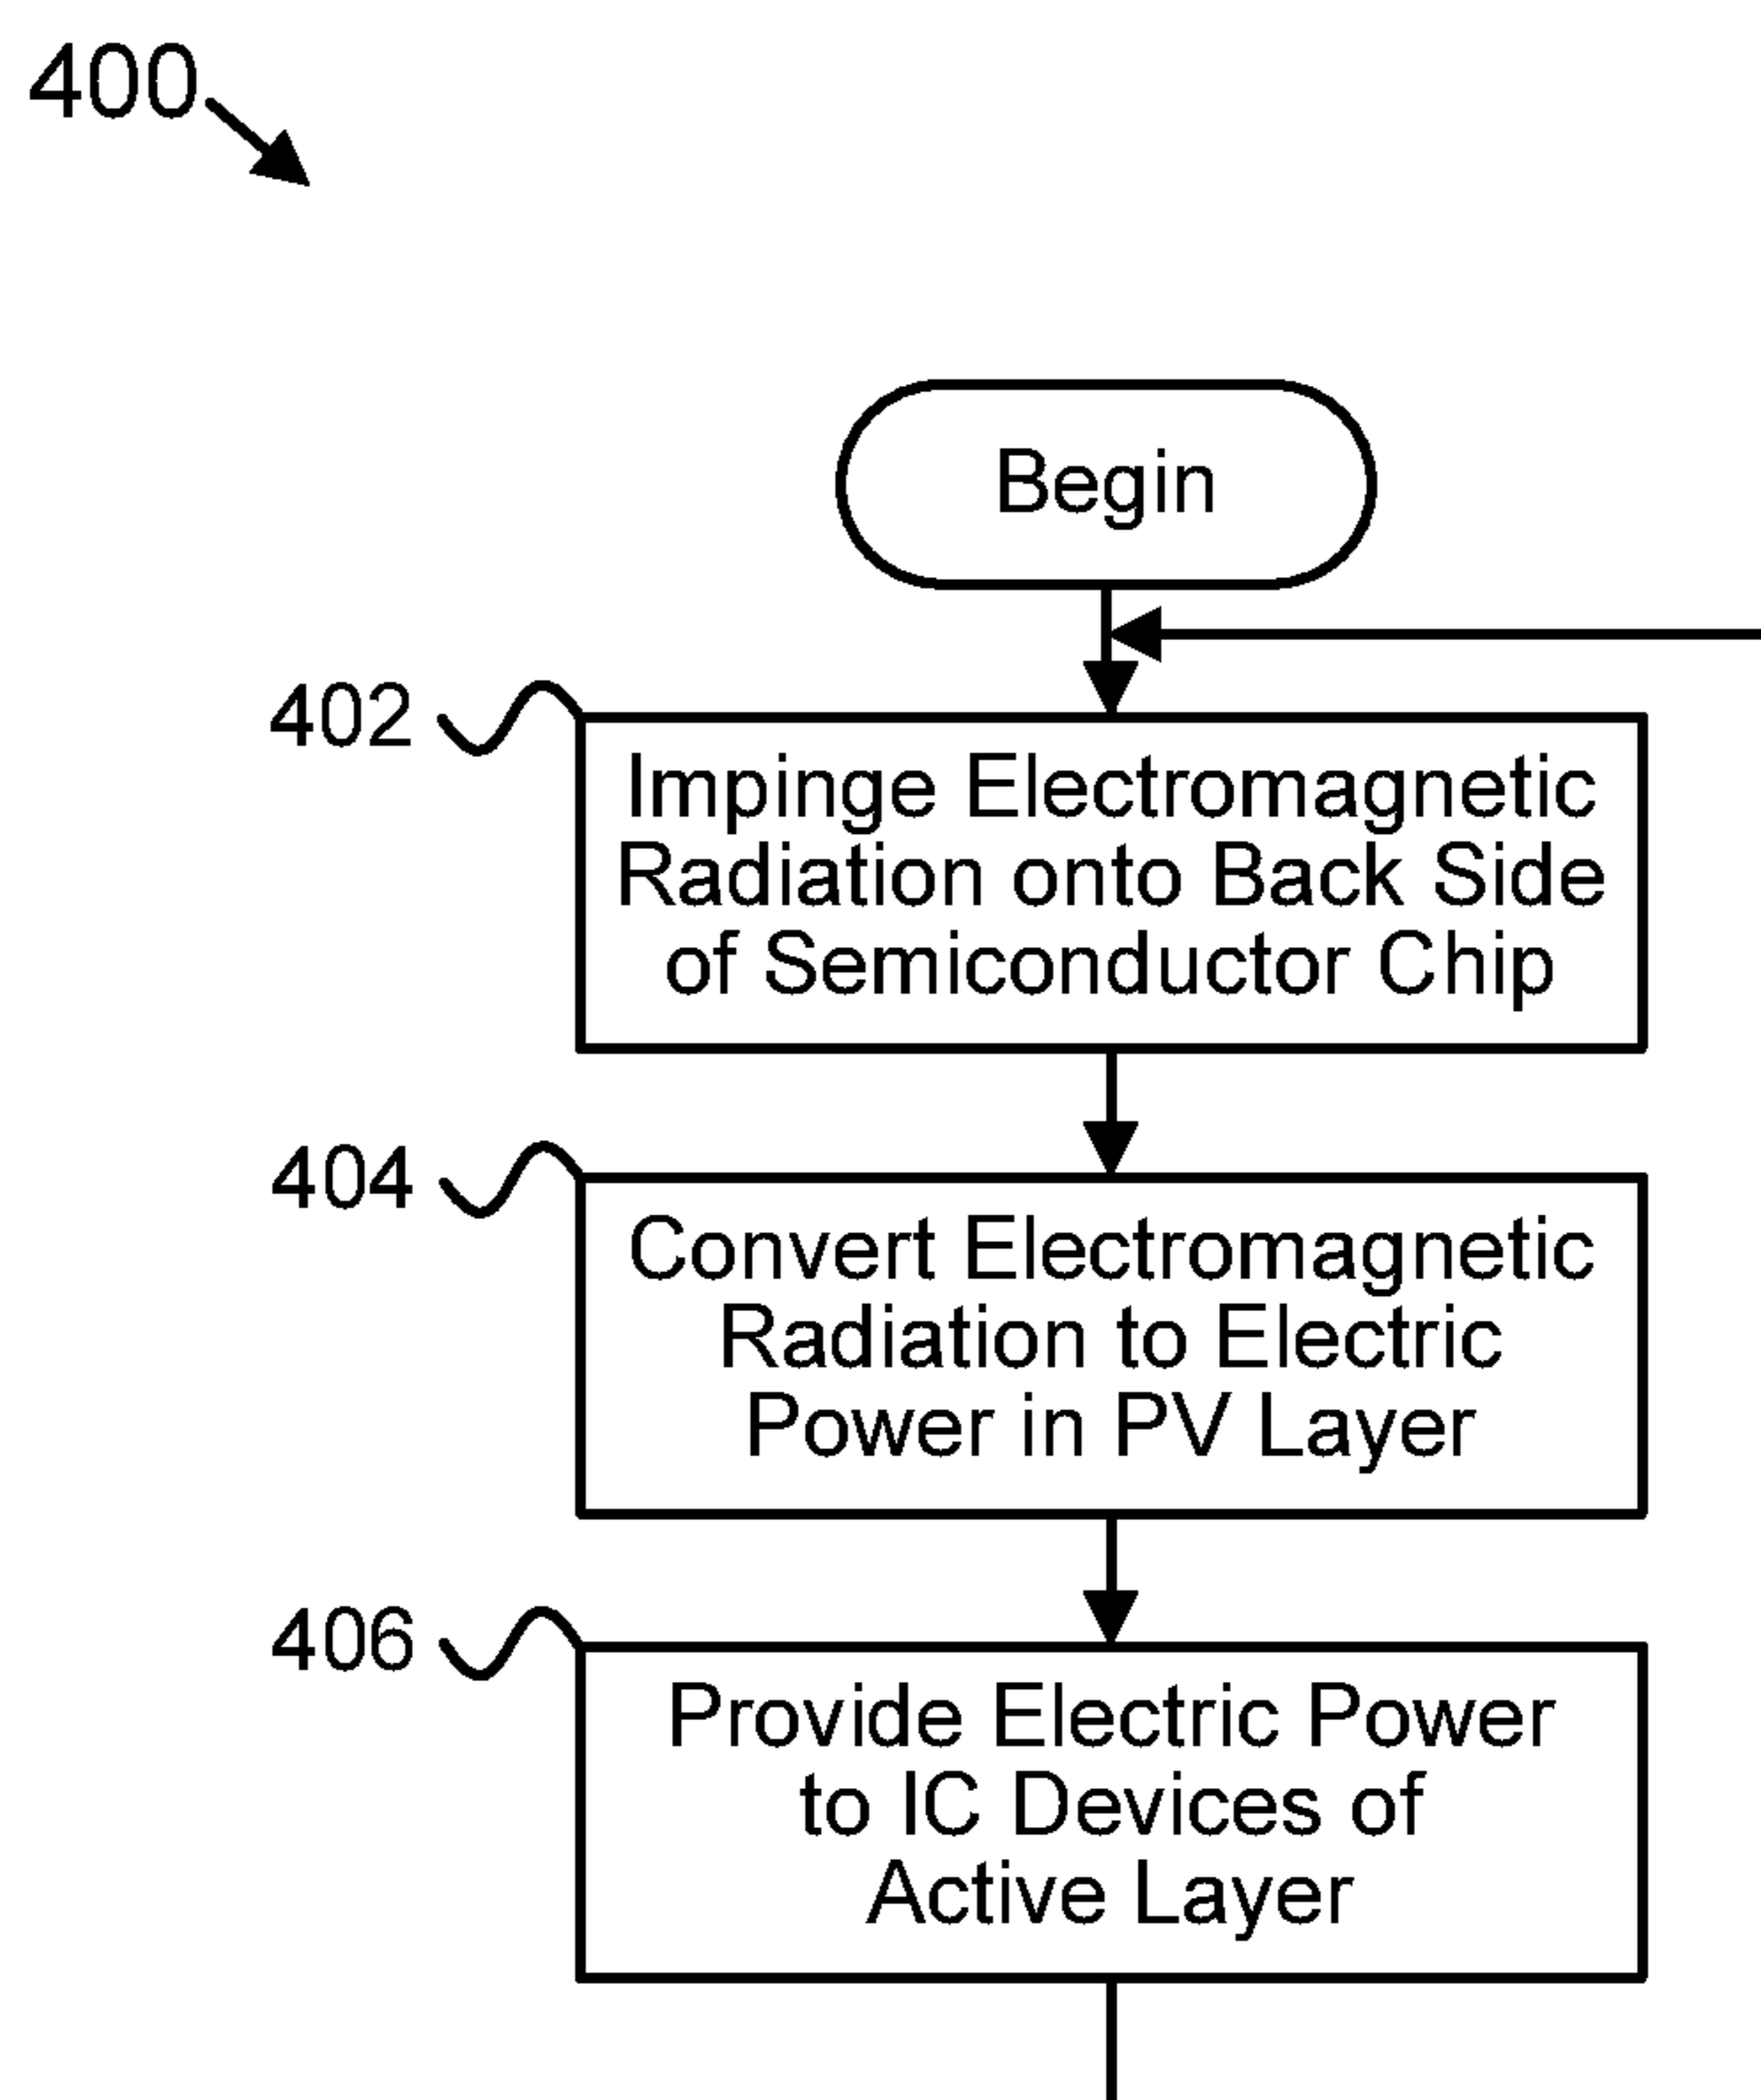 400
Begin
402
Impinge Electromagnetic
Radiation onto Back Side
of Semiconductor Chip
404
Convert Electromagnetic
Radiation to Electric
Power in PV Layer
406
Provide Electric Power
to IC Devices of
Active Layer